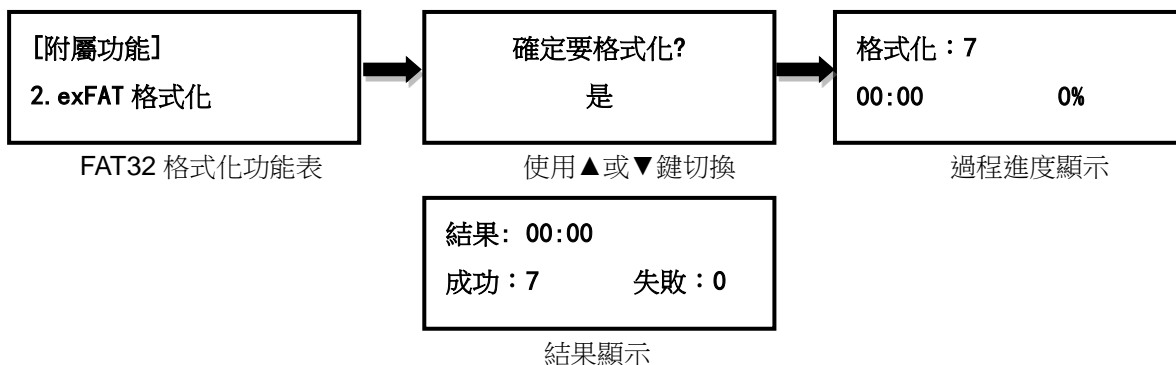 [附屬功能]
2. exFAT 格式化
FAT32 格式化功能表
確定要格式化?
是
使用▲或▼鍵切換
格式化：7
00:00 0%
過程進度顯示
結果: 00:00
成功：7 失敗：0
結果顯示